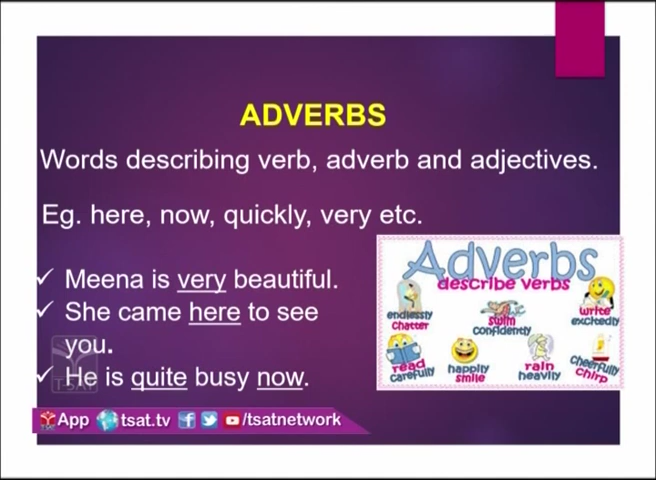 ADVERBS
Words describing verb, adverb and adjectives.
Eg. here, now, quickly, very etc.
Meena is very beautiful.
She came here to see
you.
He is quite busy now.
Adverbs
describe verbs
endlessly
chatter
swim
confidently
write
excitedly
read
carefully
happily
smile
rain
heavily
cheerfully
chirp
T-SAT
App tsat.tv /tsatnetwork